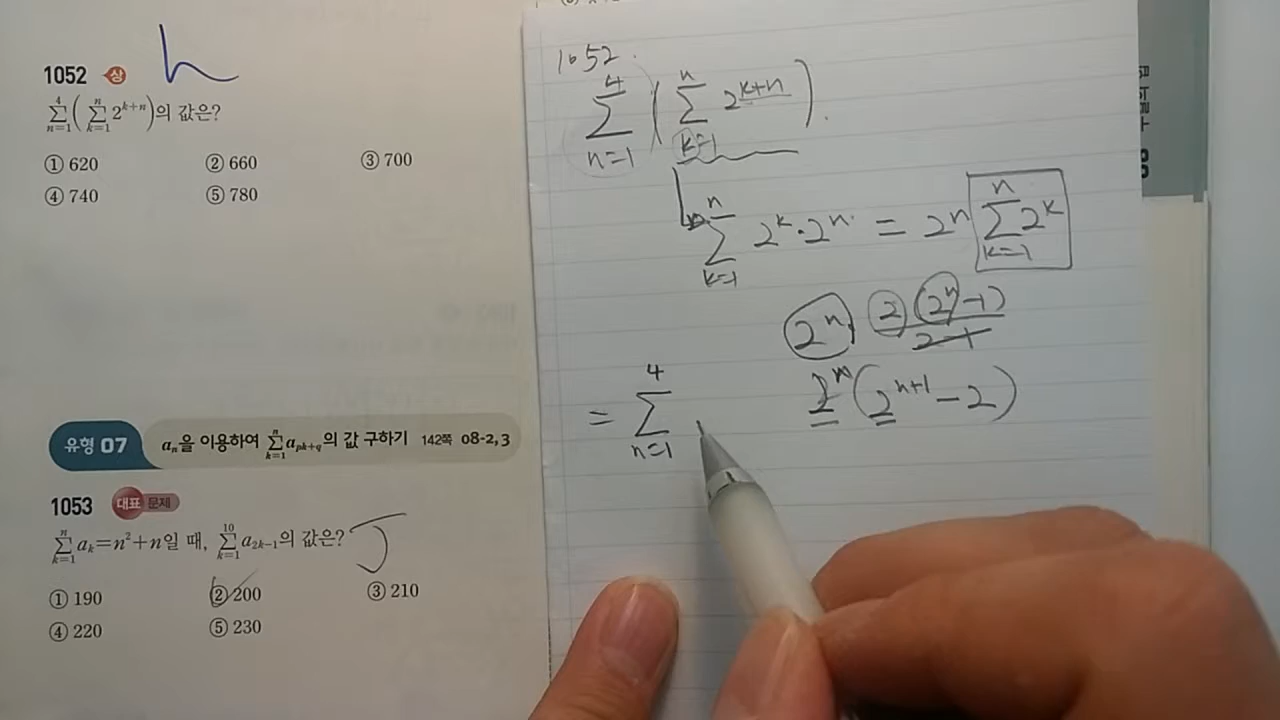 1052 상
∑_{n=1}^{4}(∑_{k=1}^{n} 2^{k+n})의 값은?
① 620 ② 660 ③ 700
④ 740 ⑤ 780
유형 07 a_n을 이용하여 ∑_{k=1}^{n} a_{pk+q}의 값 구하기 142쪽 08-2, 3
1053 대표 문제
∑_{k=1}^{n} a_k=n²+n일 때, ∑_{k=1}^{10} a_{2k-1}의 값은?
① 190 ② 200 ③ 210
④ 220 ⑤ 230
1052.
∑_{n=1}^{4} (∑_{k=1}^{n} 2^{k+n}).
∑_{k=1}^{n} 2^k·2^n = 2^n ∑_{k=1}^{n} 2^k
2^n · 2(2^n-1)/2-1
2^n (2^{n+1} - 2)
= ∑_{n=1}^{4}